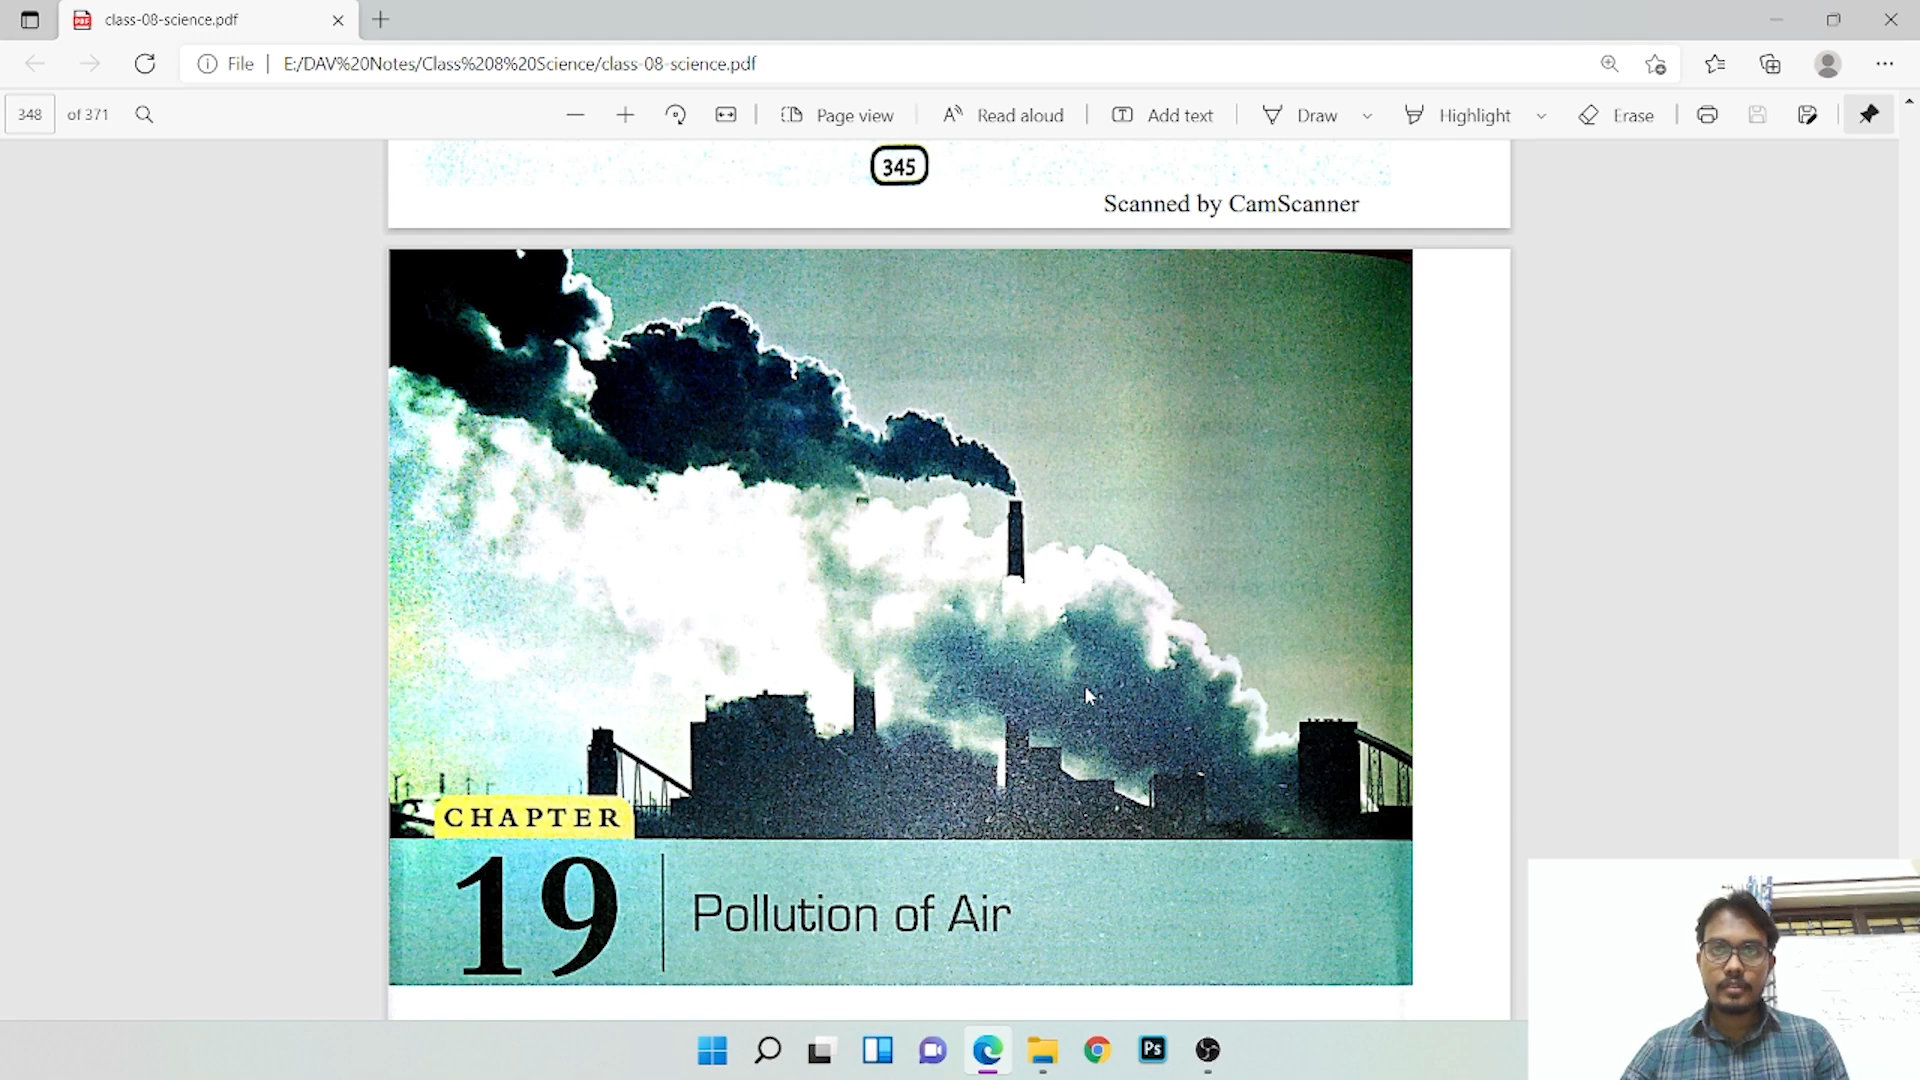 class-08-science.pdf
File
E:/DAV%20Notes/Class%208%20Science/class-08-science.pdf
348 of 371
Page view
Read aloud
Add text
Draw
Highlight
Erase
345
Scanned by CamScanner
CHAPTER
19
Pollution of Air
Ps